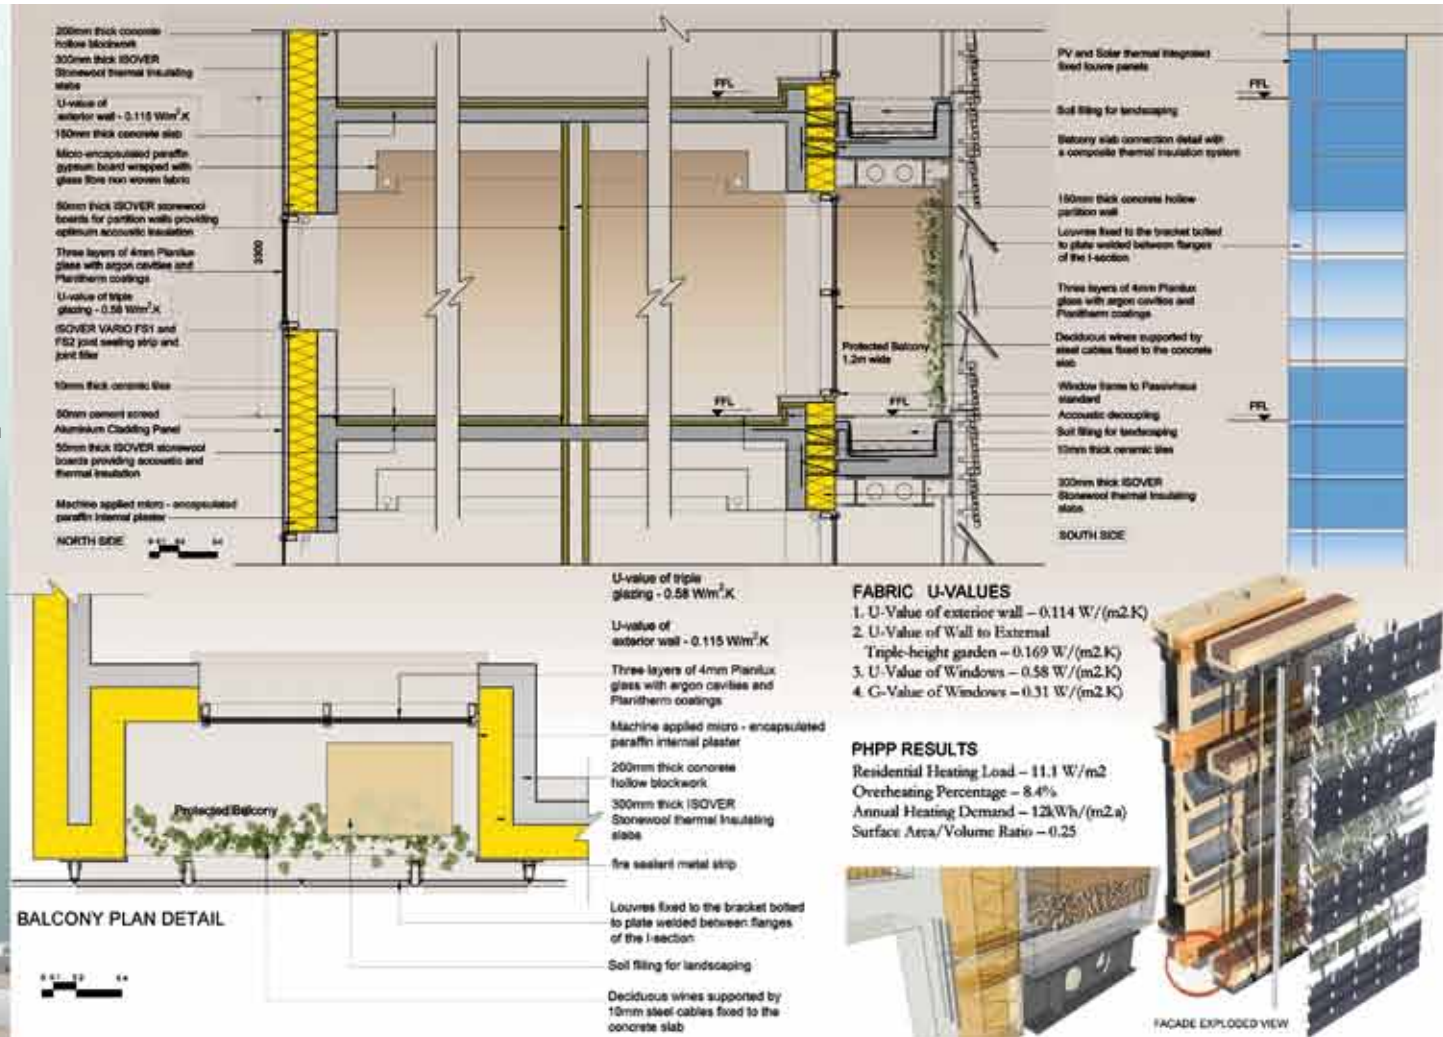 200mm thick concrete
hollow blockwork
300mm thick ISOVER
Stonewool thermal insulating
slabs
U-value of
exterior wall - 0.115 W/m².K
150mm thick concrete slab
Micro-encapsulated paraffin
gypsum board wrapped with
glass fibre non woven fabric
50mm thick ISOVER stonewool
boards for partition walls providing
optimum accoustic insulation
Three layers of 4mm Planilux
glass with argon cavities and
Planitherm coatings
U-value of triple
glazing - 0.58 W/m².K
ISOVER VARIO FS1 and
FS2 joint sealing strip and
joint filler
10mm thick ceramic tiles
50mm cement screed
Aluminium Cladding Panel
50mm thick ISOVER stonewool
boards providing accoustic and
thermal insulation
Machine applied micro - encapsulated
paraffin internal plaster
NORTH SIDE
3300
FFL
FFL
FFL
Protected Balcony
1.2m wide
PV and Solar thermal integrated
fixed louvre panels
Soil filling for landscaping
Balcony slab connection detail with
a composite thermal insulation system
150mm thick concrete hollow
partition wall
Louvres fixed to the bracket bolted
to plate welded between flanges
of the I-section
Three layers of 4mm Planilux
glass with argon cavities and
Planitherm coatings
Deciduous wines supported by
steel cables fixed to the concrete
slab
Window frame to Passivhaus
standard
Accoustic decoupling
Soil filling for landscaping
10mm thick ceramic tiles
300mm thick ISOVER
Stonewool thermal insulating
slabs
SOUTH SIDE
FFL
FFL
Protected Balcony
BALCONY PLAN DETAIL
U-value of triple
glazing - 0.58 W/m².K
U-value of
exterior wall - 0.115 W/m².K
Three layers of 4mm Planilux
glass with argon cavities and
Planitherm coatings
Machine applied micro - encapsulated
paraffin internal plaster
200mm thick concrete
hollow blockwork
300mm thick ISOVER
Stonewool thermal Insulating
slabs
fire sealant metal strip
Louvres fixed to the bracket bolted
to plate welded between flanges
of the I-section
Soil filling for landscaping
Deciduous wines supported by
10mm steel cables fixed to the
concrete slab
FABRIC U-VALUES
1. U-Value of exterior wall – 0.114 W/(m2.K)
2. U-Value of Wall to External
Triple-height garden – 0.169 W/(m2.K)
3. U-Value of Windows – 0.58 W/(m2.K)
4. G-Value of Windows – 0.31 W/(m2.K)
PHPP RESULTS
Residential Heating Load – 11.1 W/m2
Overheating Percentage – 8.4%
Annual Heating Demand – 12kWh/(m2.a)
Surface Area/Volume Ratio – 0.25
FACADE EXPLODED VIEW